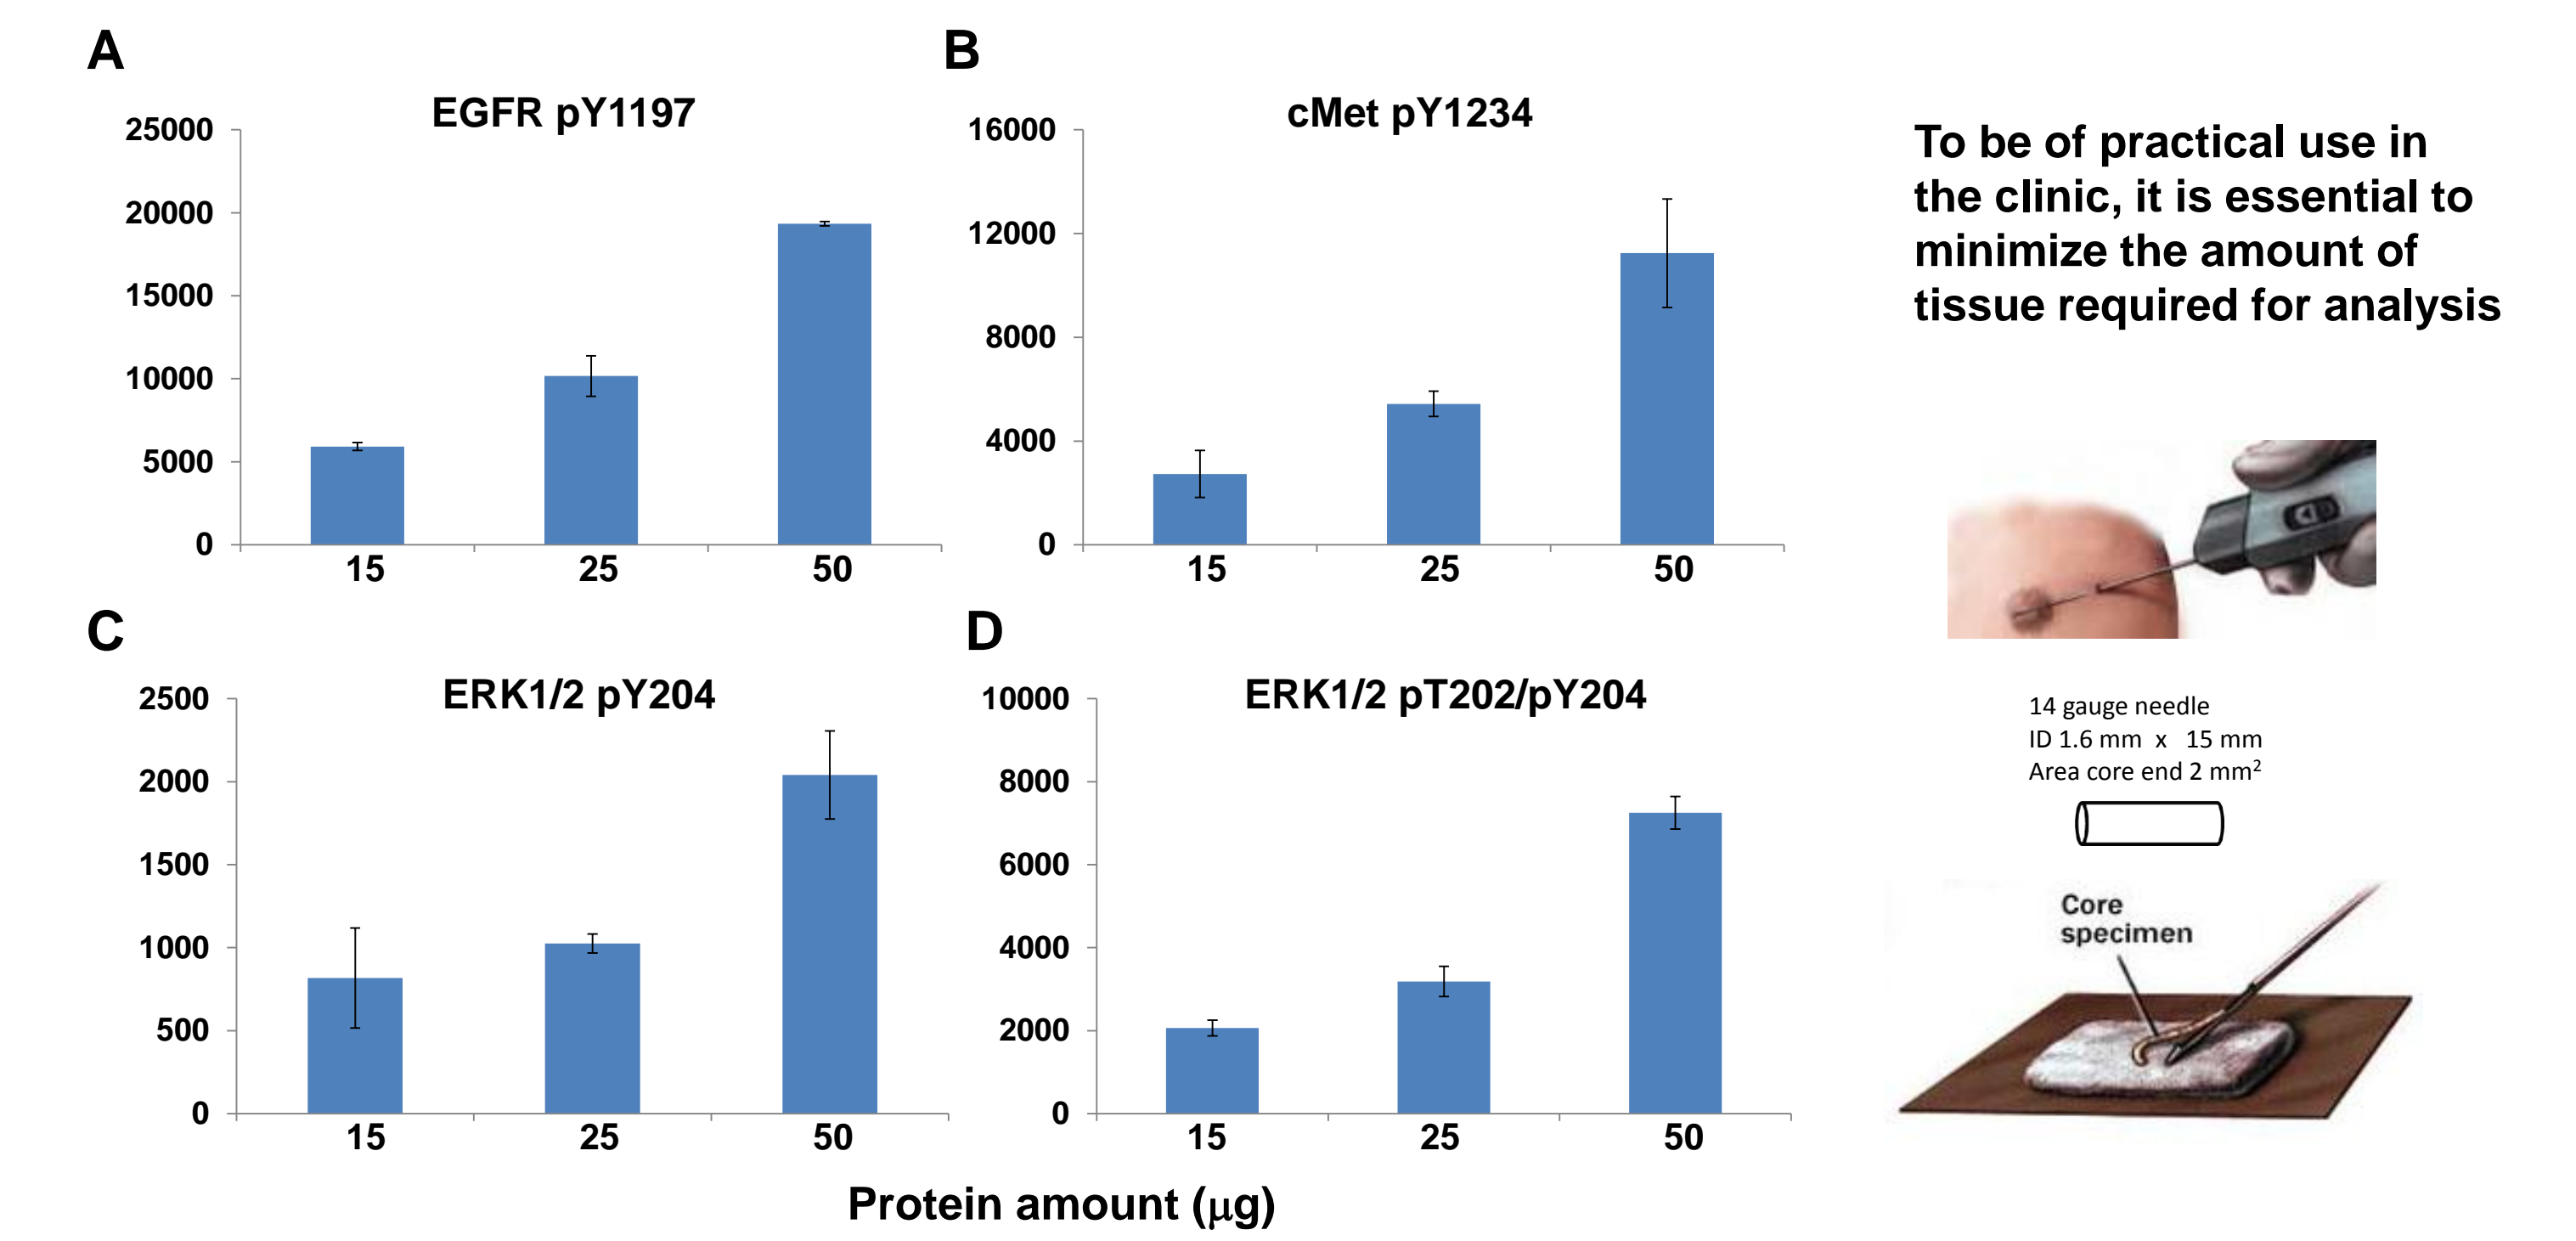 A
EGFR pY1197
25000
20000
15000
10000
5000
0
15 25 50
B
cMet pY1234
16000
12000
8000
4000
0
15 25 50
C
ERK1/2 pY204
2500
2000
1500
1000
500
0
15 25 50
D
ERK1/2 pT202/pY204
10000
8000
6000
4000
2000
0
15 25 50
Protein amount (μg)
To be of practical use in
the clinic, it is essential to
minimize the amount of
tissue required for analysis
14 gauge needle
ID 1.6 mm x 15 mm
Area core end 2 mm²
Core
specimen